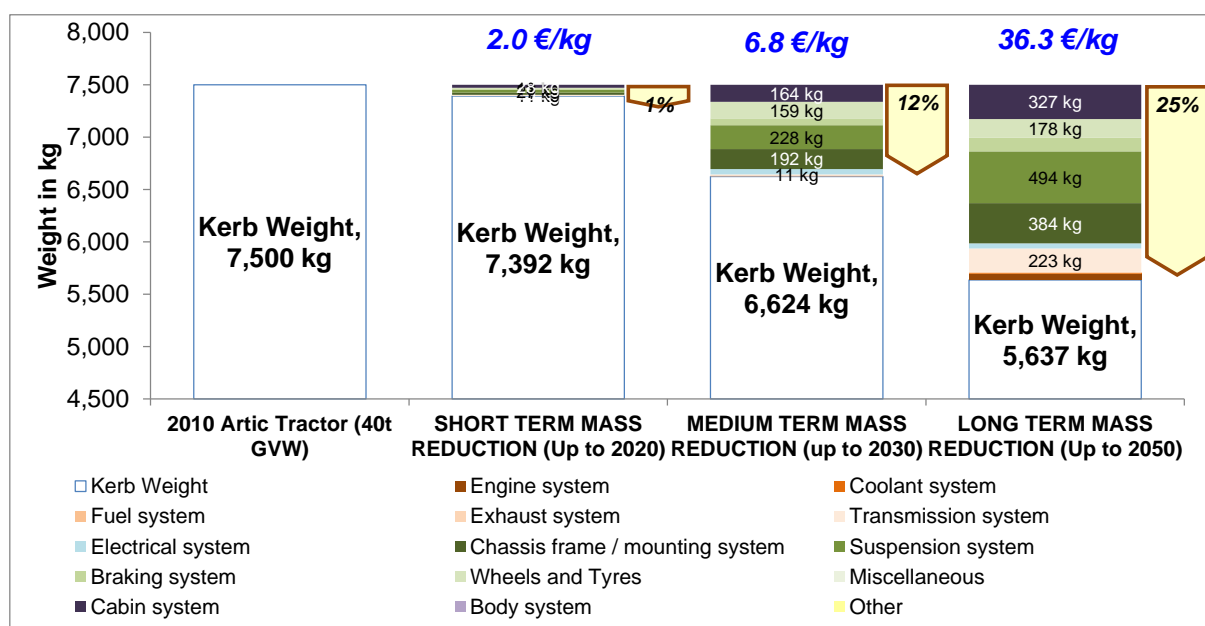 2.0 €/kg
6.8 €/kg
36.3 €/kg
8,000
7,500
7,000
6,500
6,000
5,500
5,000
4,500
Weight in kg
Kerb Weight,
7,500 kg
1%
Kerb Weight,
7,392 kg
164 kg
159 kg
228 kg
192 kg
11 kg
12%
Kerb Weight,
6,624 kg
327 kg
178 kg
494 kg
384 kg
223 kg
25%
Kerb Weight,
5,637 kg
2010 Artic Tractor (40t
GVW)
SHORT TERM MASS
REDUCTION (Up to 2020)
MEDIUM TERM MASS
REDUCTION (up to 2030)
LONG TERM MASS
REDUCTION (Up to 2050)
Kerb Weight
Engine system
Coolant system
Fuel system
Exhaust system
Transmission system
Electrical system
Chassis frame / mounting system
Suspension system
Braking system
Wheels and Tyres
Miscellaneous
Cabin system
Body system
Other